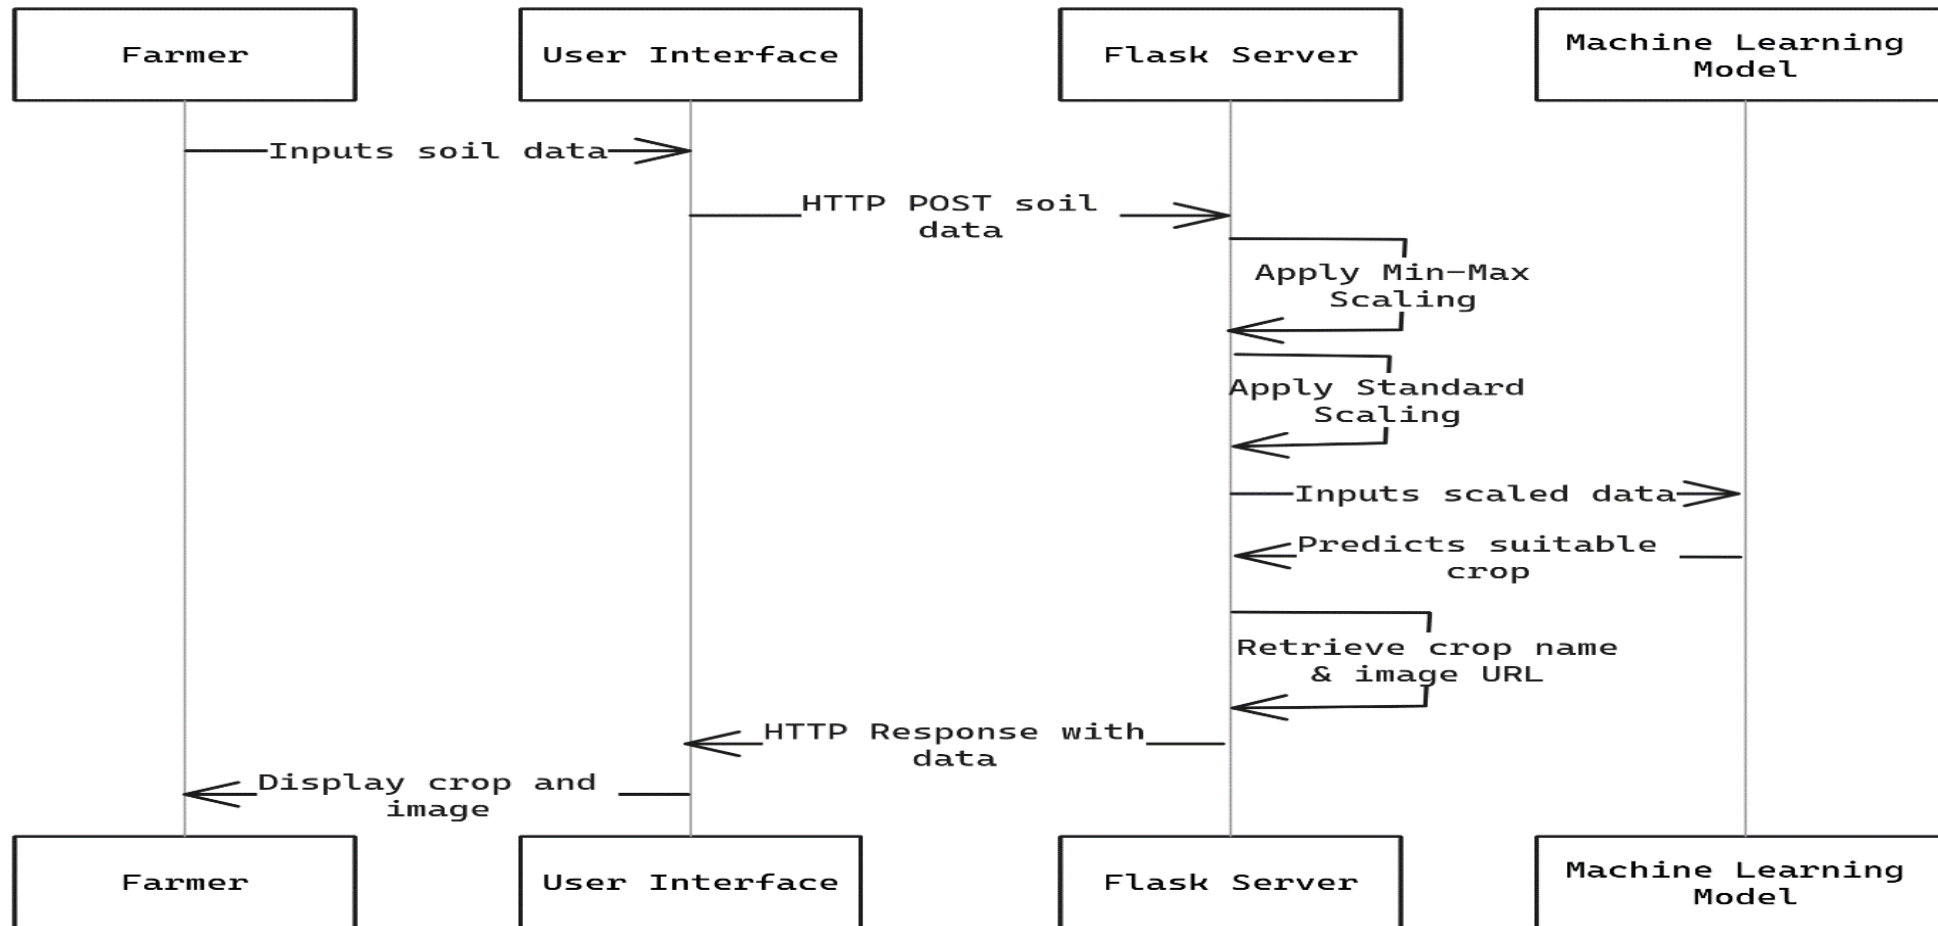 Farmer
User Interface
Flask Server
Machine Learning
Model
Inputs soil data
HTTP POST soil
data
Apply Min-Max
Scaling
Apply Standard
Scaling
Inputs scaled data
Predicts suitable
crop
Retrieve crop name
& image URL
HTTP Response with
data
Display crop and
image
Farmer
User Interface
Flask Server
Machine Learning
Model